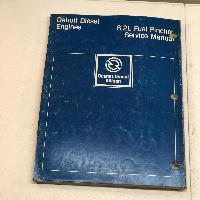 Detroit Diesel
Engines
8.2L Fuel Pincher
Service Manual
Detroit Diesel
Allison